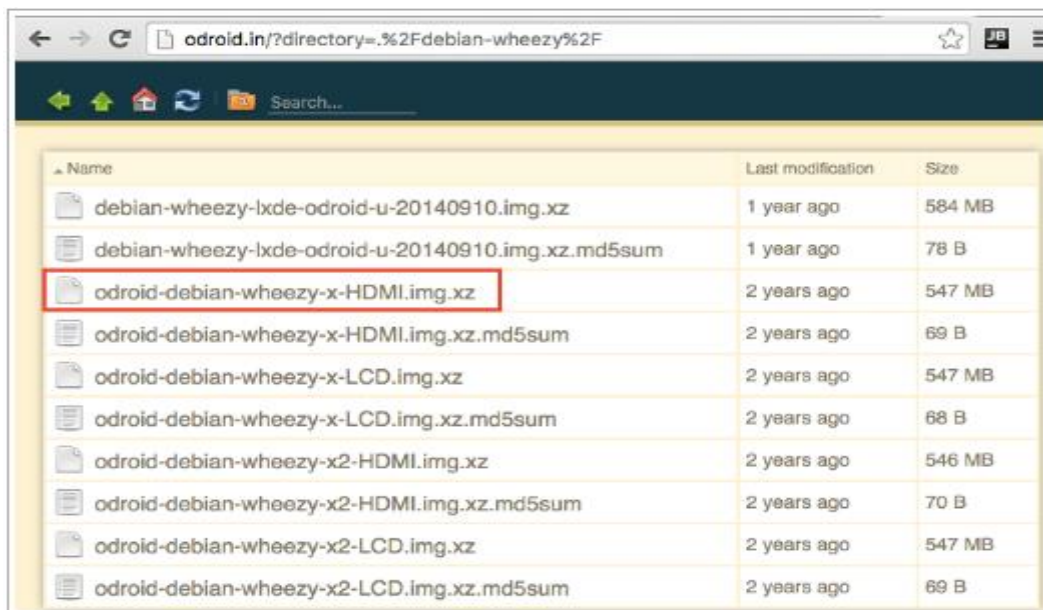 odroid.in/?directory=.%2Fdebian-wheezy%2F
JB
Search...
Name Last modification Size
debian-wheezy-lxde-odroid-u-20140910.img.xz 1 year ago 584 MB
debian-wheezy-lxde-odroid-u-20140910.img.xz.md5sum 1 year ago 78 B
odroid-debian-wheezy-x-HDMI.img.xz 2 years ago 547 MB
odroid-debian-wheezy-x-HDMI.img.xz.md5sum 2 years ago 69 B
odroid-debian-wheezy-x-LCD.img.xz 2 years ago 547 MB
odroid-debian-wheezy-x-LCD.img.xz.md5sum 2 years ago 68 B
odroid-debian-wheezy-x2-HDMI.img.xz 2 years ago 546 MB
odroid-debian-wheezy-x2-HDMI.img.xz.md5sum 2 years ago 70 B
odroid-debian-wheezy-x2-LCD.img.xz 2 years ago 547 MB
odroid-debian-wheezy-x2-LCD.img.xz.md5sum 2 years ago 69 B